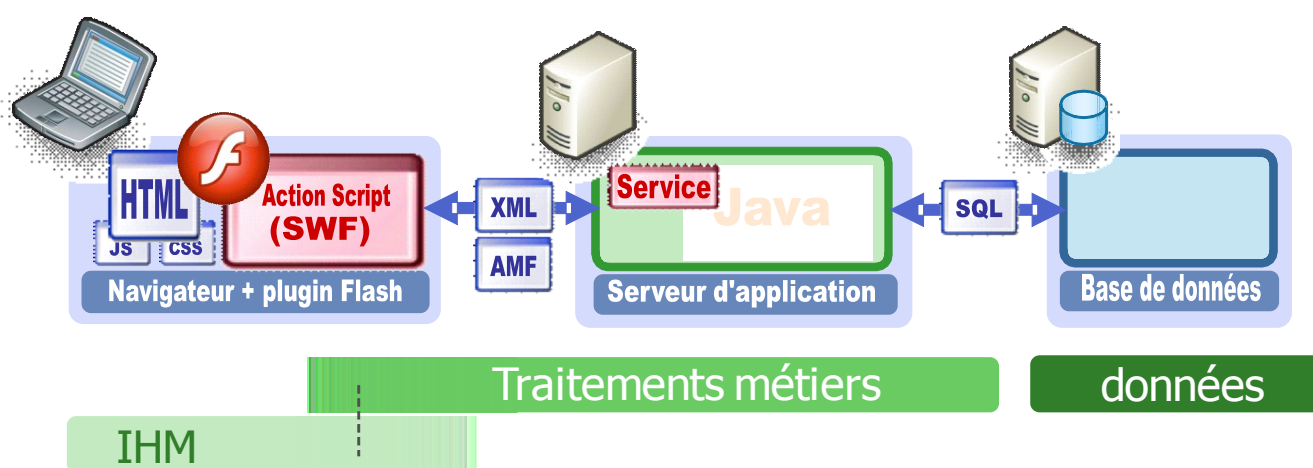 HTML
JS
CSS
Action Script
(SWF)
Navigateur + plugin Flash
XML
AMF
Service
Java
Serveur d'application
SQL
Base de données
Traitements métiers
données
IHM